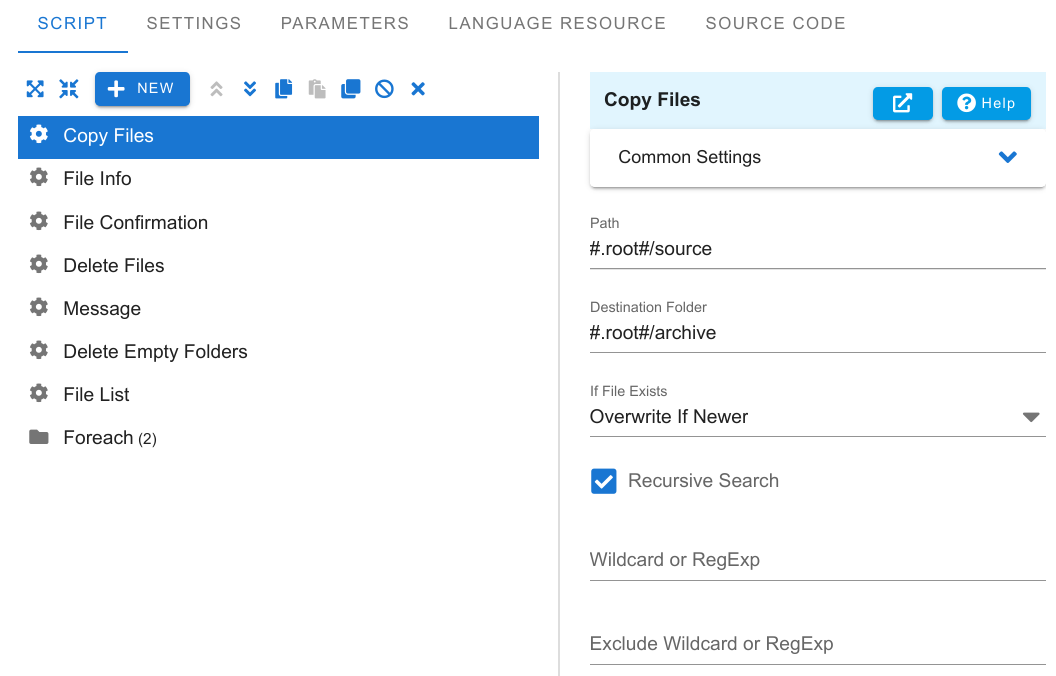 SCRIPT SETTINGS PARAMETERS LANGUAGE RESOURCE SOURCE CODE
NEW
Copy Files
File Info
File Confirmation
Delete Files
Message
Delete Empty Folders
File List
Foreach (2)
Copy Files
Help
Common Settings
Path
#.root#/source
Destination Folder
#.root#/archive
If File Exists
Overwrite If Newer
Recursive Search
Wildcard or RegExp
Exclude Wildcard or RegExp